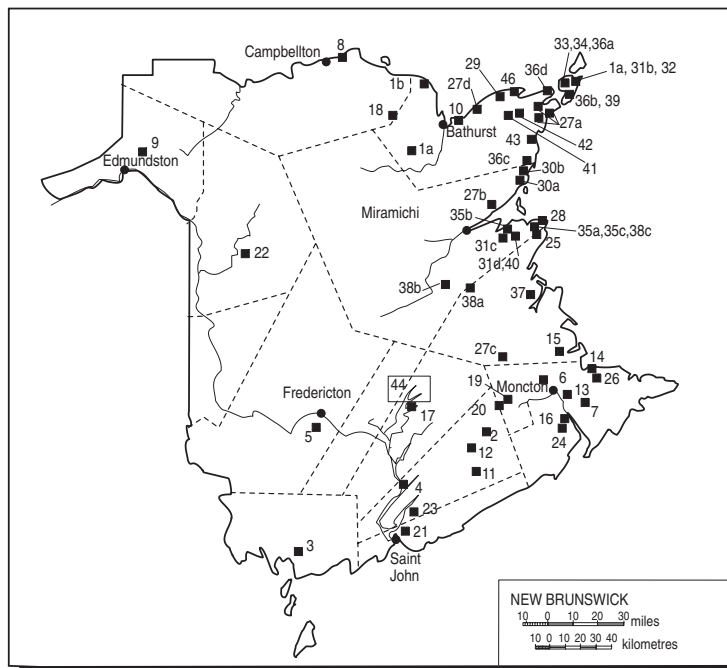 Campbellton
8
33,34,36a
29
46
36d
1a, 31b, 32
1b
27d
18
10
36b, 39
Bathurst
27a
42
1a
43
41
9
Edmundston
36c
30b
30a
27b
Miramichi
35b
28
35a,35c,38c
31c
25
31d,40
22
38b
38a
37
27c
15
14
44
19
Moncton
6
26
Fredericton
17
20
13
7
5
2
16
12
24
11
4
23
21
3
Saint
John
NEW BRUNSWICK
10 0 10 20 30
miles
10 0 10 20 30 40
kilometres